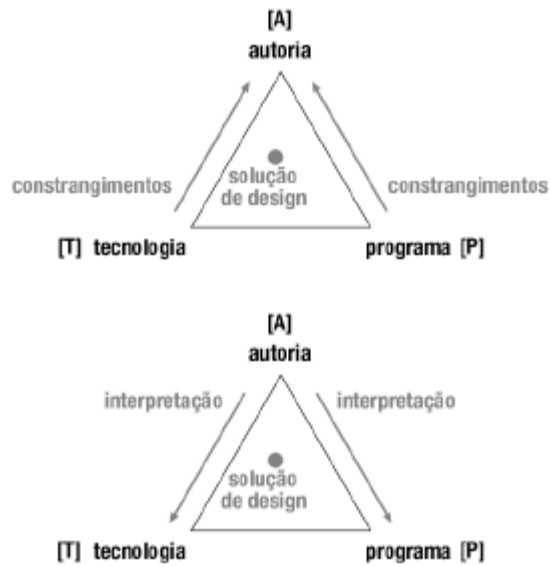 [A]
autoria
constrangimentos
solução
de design
constrangimentos
[T] tecnologia
programa [P]
[A]
autoria
interpretação
interpretação
solução
de design
[T] tecnologia
programa [P]